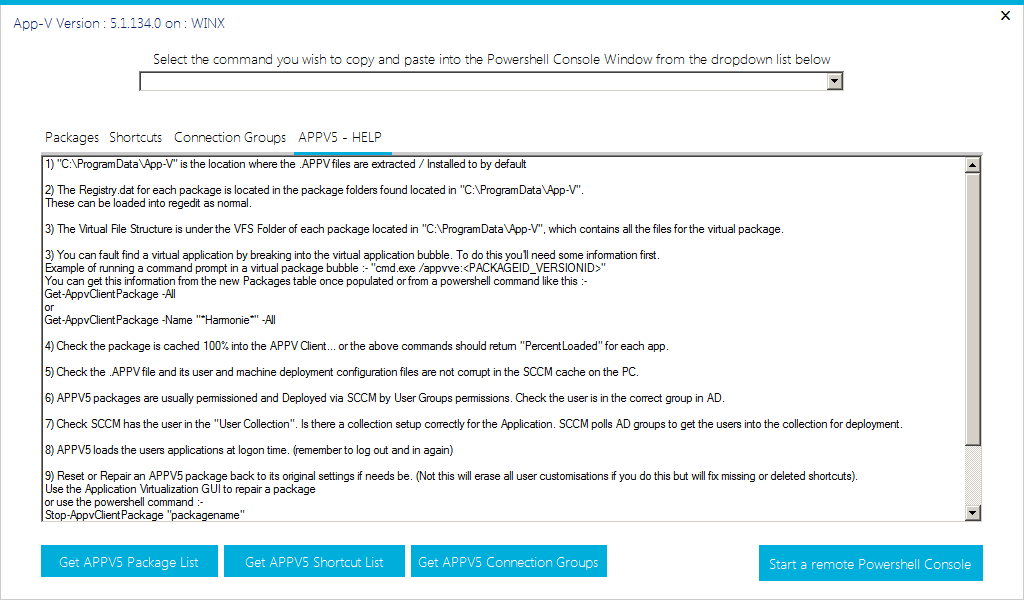 App-V Version : 5.1.134.0 on : WINX
Select the command you wish to copy and paste into the Powershell Console Window from the dropdown list below
Packages Shortcuts Connection Groups APPV5 - HELP
1) "C:\ProgramData\App-V" is the location where the .APPV files are extracted / Installed to by default
2) The Registry.dat for each package is located in the package folders found located in "C:\ProgramData\App-V".
These can be loaded into regedit as normal.
3) The Virtual File Structure is under the VFS Folder of each package located in "C:\ProgramData\App-V", which contains all the files for the virtual package.
3) You can fault find a virtual application by breaking into the virtual application bubble. To do this you'll need some information first.
Example of running a command prompt in a virtual package bubble :- "cmd.exe /appvve:<PACKAGEID_VERSIONID>"
You can get this information from the new Packages table once populated or from a powershell command like this :-
Get-AppvClientPackage -All
or
Get-AppvClientPackage -Name "*Harmonie*" -All
4) Check the package is cached 100% into the APPV Client... or the above commands should return "PercentLoaded" for each app.
5) Check the .APPV file and its user and machine deployment configuration files are not corrupt in the SCCM cache on the PC.
6) APPV5 packages are usually permissioned and Deployed via SCCM by User Groups permissions. Check the user is in the correct group in AD.
7) Check SCCM has the user in the "User Collection". Is there a collection setup correctly for the Application. SCCM polls AD groups to get the users into the collection for deployment.
8) APPV5 loads the users applications at logon time. (remember to log out and in again)
9) Reset or Repair an APPV5 package back to its original settings if needs be. (Not this will erase all user customisations if you do this but will fix missing or deleted shortcuts).
Use the Application Virtualization GUI to repair a package
or use the powershell command :-
Stop-AppvClientPackage "packagename"
Get APPV5 Package List Get APPV5 Shortcut List Get APPV5 Connection Groups Start a remote Powershell Console